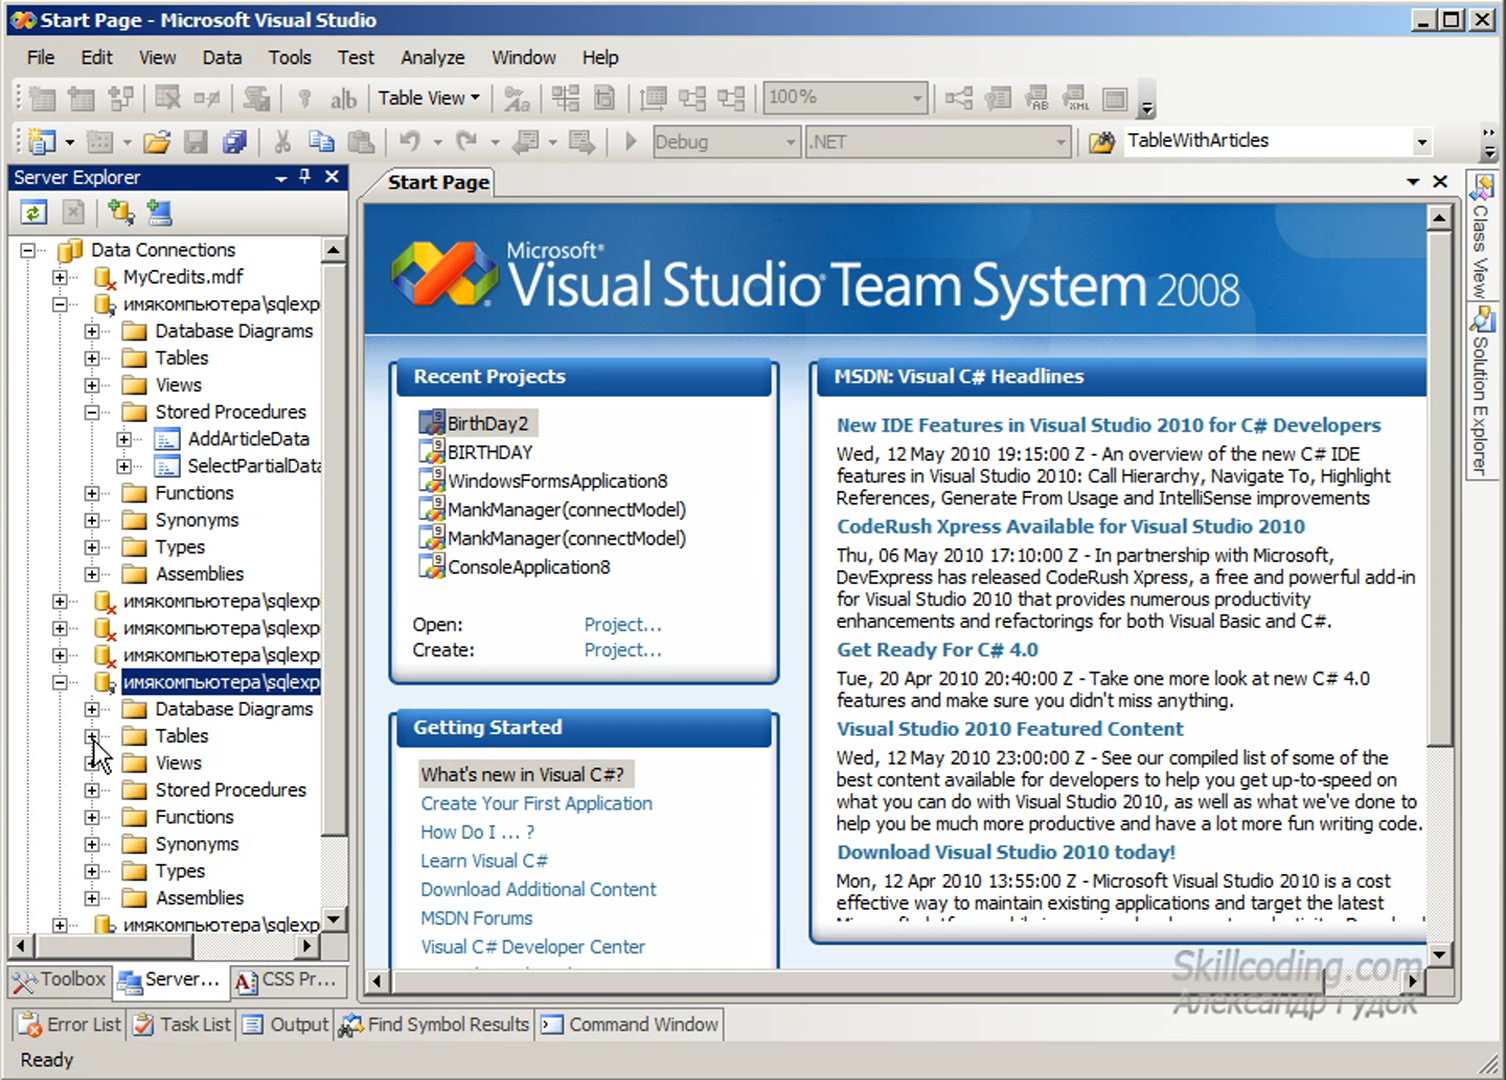 Start Page - Microsoft Visual Studio
File Edit View Data Tools Test Analyze Window Help
Table View 100%
Debug .NET TableWithArticles
Server Explorer
Data Connections
MyCredits.mdf
имякомпьютера\sqlexp
Database Diagrams
Tables
Views
Stored Procedures
AddArticleData
SelectPartialData
Functions
Synonyms
Types
Assemblies
имякомпьютера\sqlexp
имякомпьютера\sqlexp
имякомпьютера\sqlexp
имякомпьютера\sqlexp
Database Diagrams
Tables
Views
Stored Procedures
Functions
Synonyms
Types
Assemblies
имякомпьютера\sqlexp
Toolbox Server... CSS Pr...
Start Page
Microsoft®
Visual Studio® Team System 2008
Recent Projects
BirthDay2
BIRTHDAY
WindowsFormsApplication8
MankManager(connectModel)
MankManager(connectModel)
ConsoleApplication8
Open: Project...
Create: Project...
Getting Started
What's new in Visual C#?
Create Your First Application
How Do I ... ?
Learn Visual C#
Download Additional Content
MSDN Forums
Visual C# Developer Center
MSDN: Visual C# Headlines
New IDE Features in Visual Studio 2010 for C# Developers
Wed, 12 May 2010 19:15:00 Z - An overview of the new C# IDE
features in Visual Studio 2010: Call Hierarchy, Navigate To, Highlight
References, Generate From Usage and IntelliSense improvements
CodeRush Xpress Available for Visual Studio 2010
Thu, 06 May 2010 17:10:00 Z - In partnership with Microsoft,
DevExpress has released CodeRush Xpress, a free and powerful add-in
for Visual Studio 2010 that provides numerous productivity
enhancements and refactorings for both Visual Basic and C#.
Get Ready For C# 4.0
Tue, 20 Apr 2010 20:40:00 Z - Take one more look at new C# 4.0
features and make sure you didn't miss anything.
Visual Studio 2010 Featured Content
Wed, 12 May 2010 23:00:00 Z - See our compiled list of some of the
best content available for developers to help you get up-to-speed on
what you can do with Visual Studio 2010, as well as what we've done to
help you be much more productive and have a lot more fun writing code.
Download Visual Studio 2010 today!
Mon, 12 Apr 2010 13:55:00 Z - Microsoft Visual Studio 2010 is a cost
effective way to maintain existing applications and target the latest
Class View
Solution Explorer
Skillcoding.com
Александр Гудок
Error List Task List Output Find Symbol Results Command Window
Ready